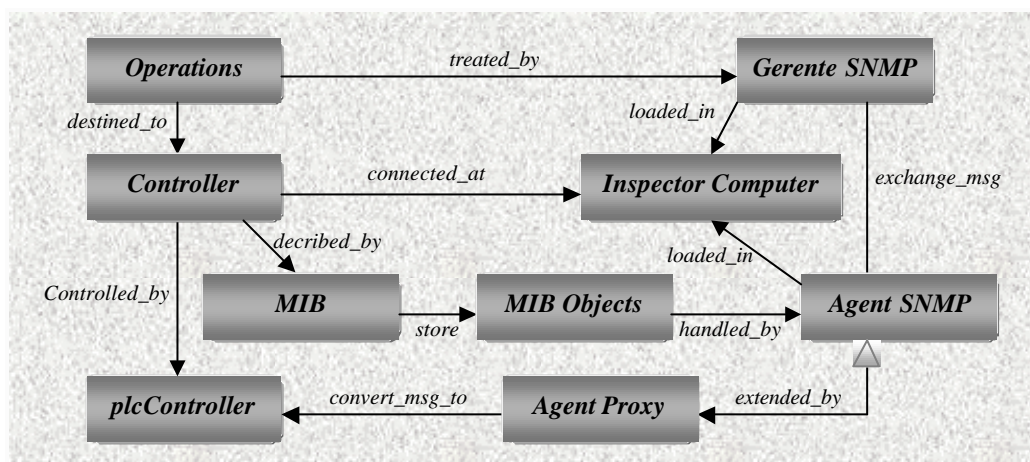 Operations
treated_by
Gerente SNMP
destined_to
loaded_in
Controller
connected_at
Inspector Computer
exchange_msg
decribed_by
loaded_in
Controlled_by
MIB
store
MIB Objects
handled_by
Agent SNMP
plcController
convert_msg_to
Agent Proxy
extended_by